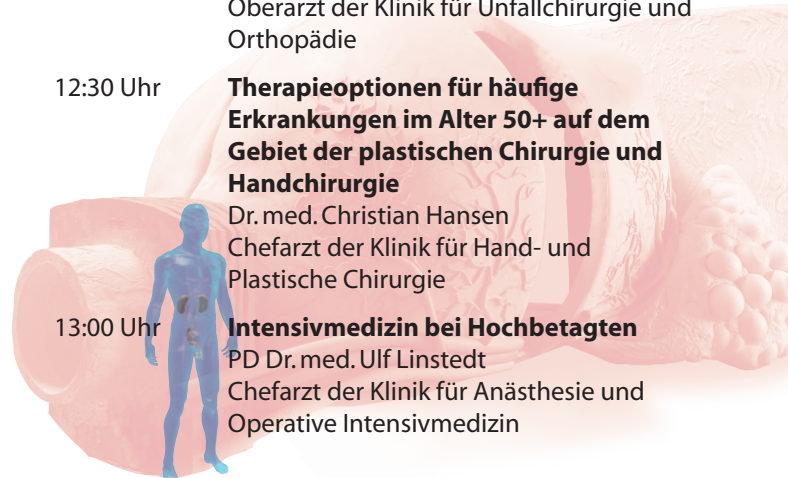 Oberarzt der Klinik für Unfallchirurgie und
Orthopädie
12:30 Uhr Therapieoptionen für häufige
Erkrankungen im Alter 50+ auf dem
Gebiet der plastischen Chirurgie und
Handchirurgie
Dr. med. Christian Hansen
Chefarzt der Klinik für Hand- und
Plastische Chirurgie
13:00 Uhr Intensivmedizin bei Hochbetagten
PD Dr. med. Ulf Linstedt
Chefarzt der Klinik für Anästhesie und
Operative Intensivmedizin